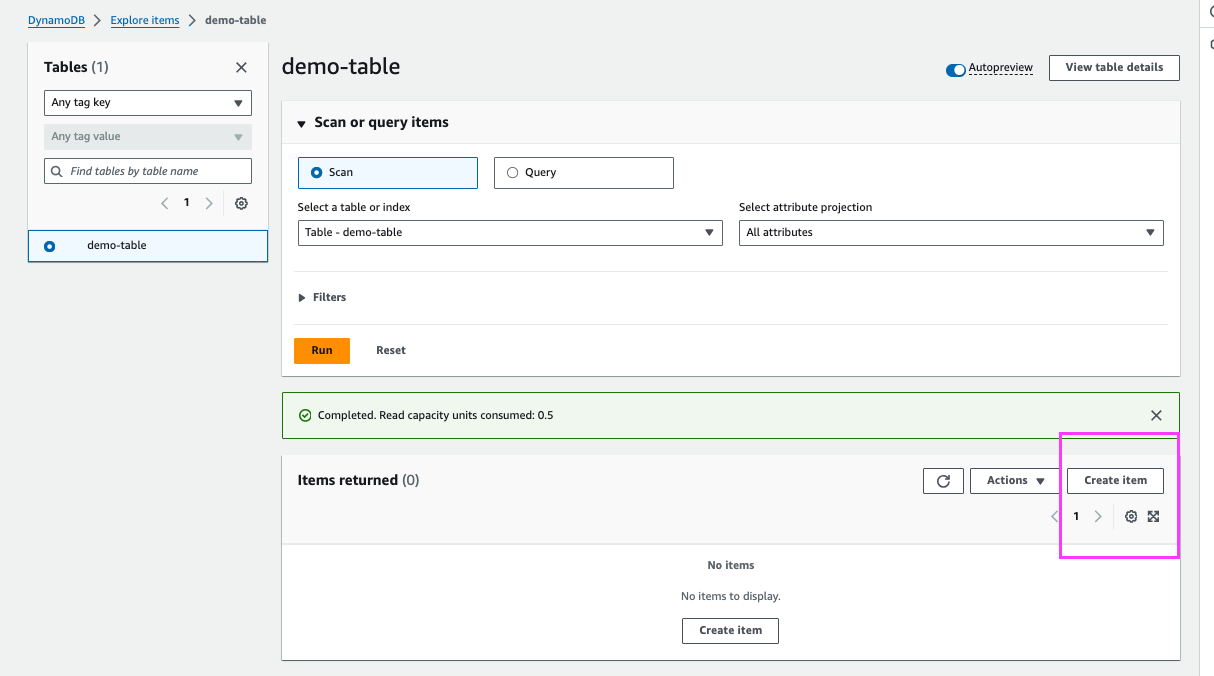 DynamoDB > Explore items > demo-table
Tables (1)
Any tag key
Any tag value
Find tables by table name
1
demo-table
demo-table
Autopreview
View table details
Scan or query items
Scan
Query
Select a table or index
Select attribute projection
Table - demo-table
All attributes
Filters
Run
Reset
Completed. Read capacity units consumed: 0.5
Items returned (0)
Actions
Create item
1
No items
No items to display.
Create item